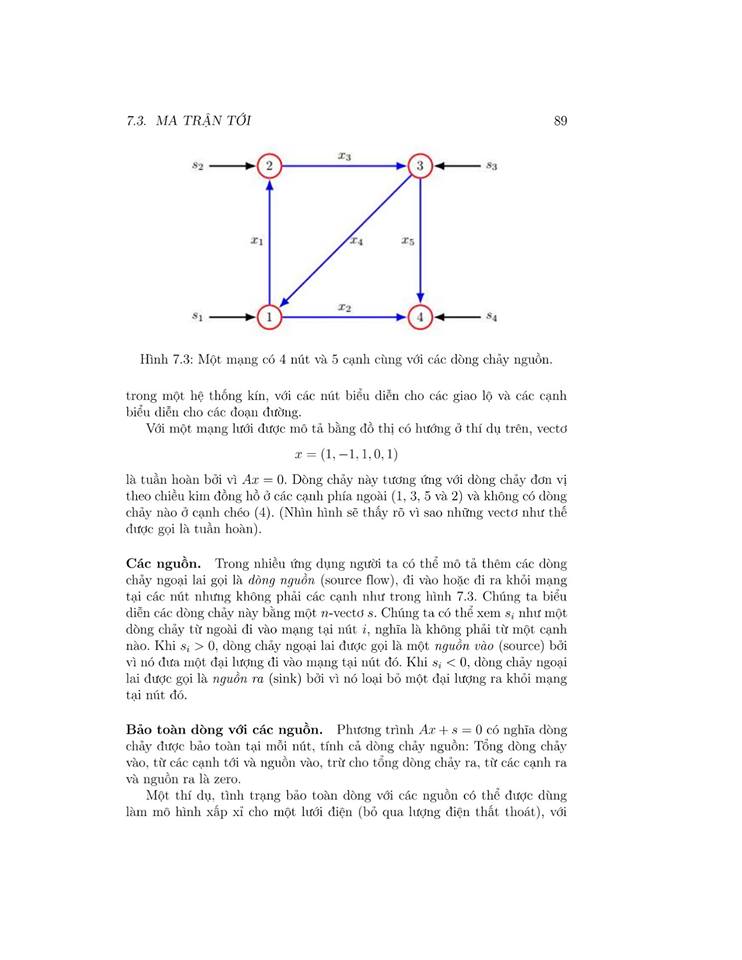 7.3. MA TRẬN TỚI 89
s₂ 2 x₃ 3 s₃
x₁ x₄ x₅
s₁ 1 x₂ 4 s₄
Hình 7.3: Một mạng có 4 nút và 5 cạnh cùng với các dòng chảy nguồn.
trong một hệ thống kín, với các nút biểu diễn cho các giao lộ và các cạnh
biểu diễn cho các đoạn đường.
Với một mạng lưới được mô tả bằng đồ thị có hướng ở thí dụ trên, vectơ
x = (1, −1, 1, 0, 1)
là tuần hoàn bởi vì Ax = 0. Dòng chảy này tương ứng với dòng chảy đơn vị
theo chiều kim đồng hồ ở các cạnh phía ngoài (1, 3, 5 và 2) và không có dòng
chảy nào ở cạnh chéo (4). (Nhìn hình sẽ thấy rõ vì sao những vectơ như thế
được gọi là tuần hoàn).
Các nguồn. Trong nhiều ứng dụng người ta có thể mô tả thêm các dòng
chảy ngoại lai gọi là dòng nguồn (source flow), đi vào hoặc đi ra khỏi mạng
tại các nút nhưng không phải các cạnh như trong hình 7.3. Chúng ta biểu
diễn các dòng chảy này bằng một n-vectơ s. Chúng ta có thể xem sᵢ như một
dòng chảy từ ngoài đi vào mạng tại nút i, nghĩa là không phải từ một cạnh
nào. Khi sᵢ > 0, dòng chảy ngoại lai được gọi là một nguồn vào (source) bởi
vì nó đưa một đại lượng đi vào mạng tại nút đó. Khi sᵢ < 0, dòng chảy ngoại
lai được gọi là nguồn ra (sink) bởi vì nó loại bỏ một đại lượng ra khỏi mạng
tại nút đó.
Bảo toàn dòng với các nguồn. Phương trình Ax + s = 0 có nghĩa dòng
chảy được bảo toàn tại mỗi nút, tính cả dòng chảy nguồn: Tổng dòng chảy
vào, từ các cạnh tới và nguồn vào, trừ cho tổng dòng chảy ra, từ các cạnh ra
và nguồn ra là zero.
Một thí dụ, tình trạng bảo toàn dòng với các nguồn có thể được dùng
làm mô hình xấp xỉ cho một lưới điện (bỏ qua lượng điện thất thoát), với